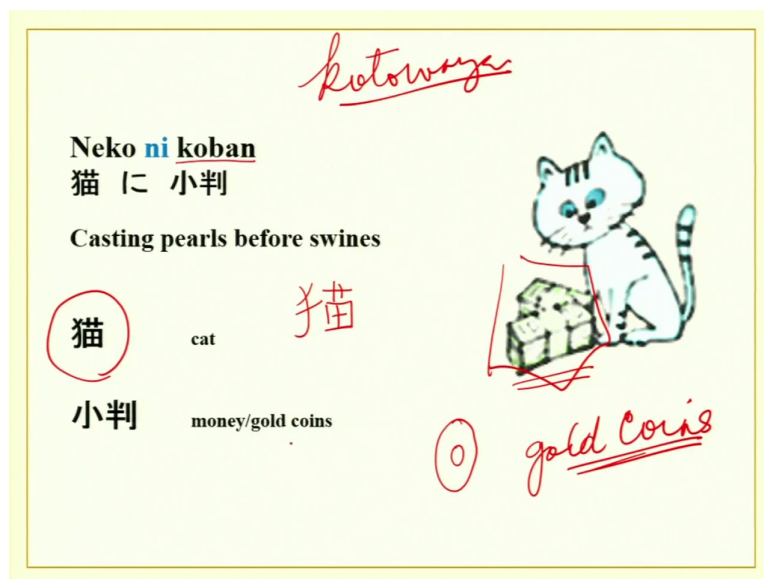 kotowaza
Neko ni koban
猫 に 小判
Casting pearls before swines
猫 cat 猫
小判 money/gold coins
gold coins